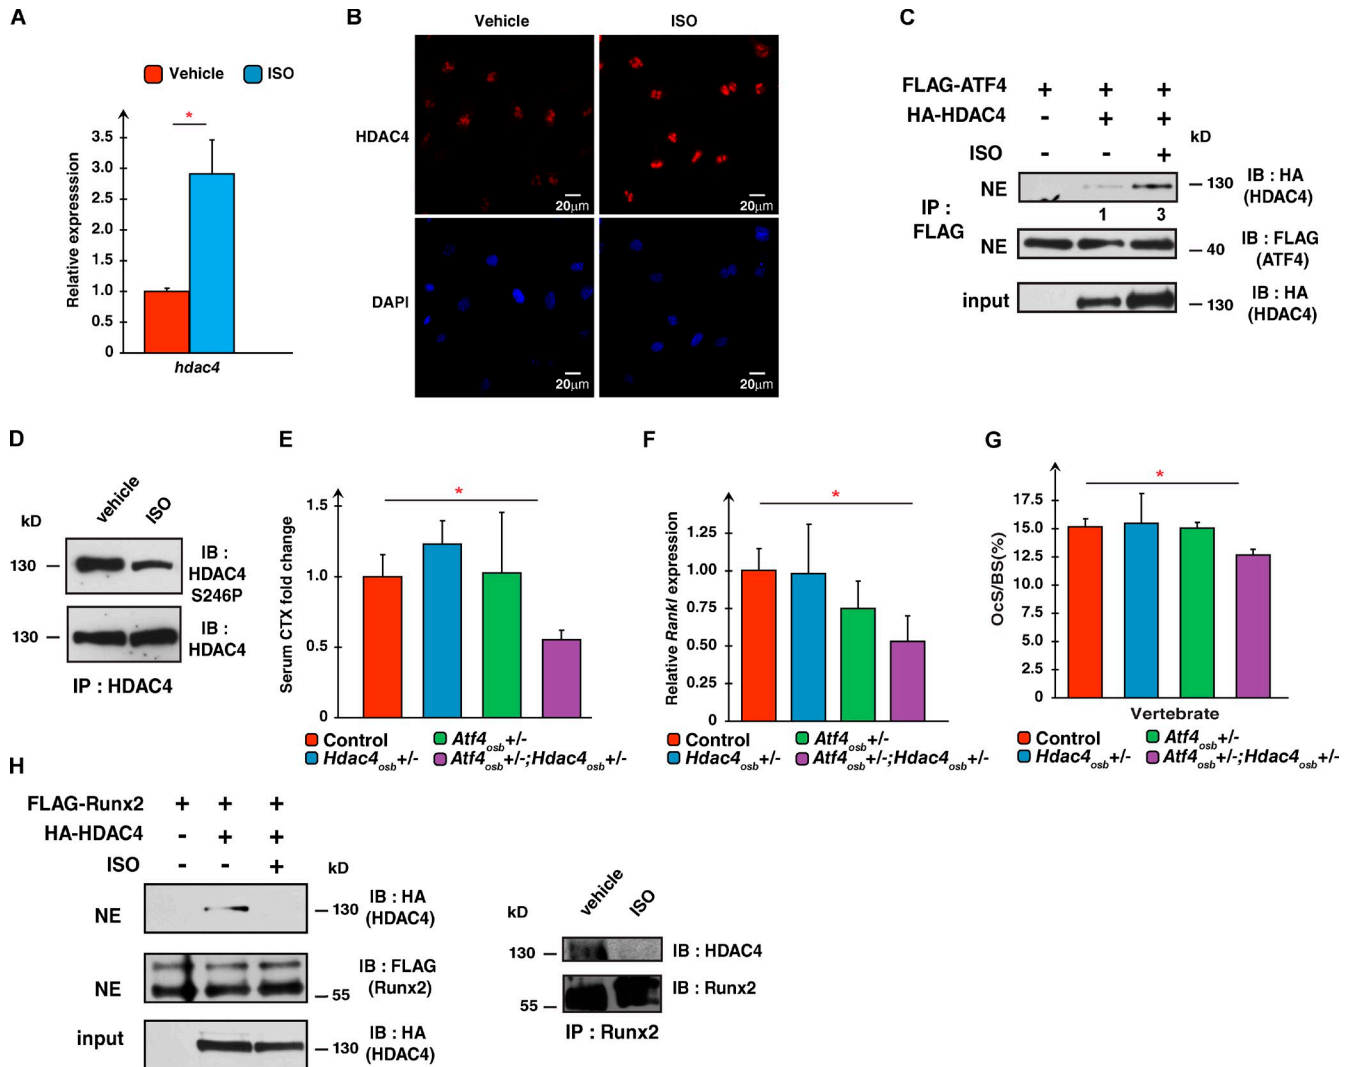 A
Vehicle ISO
Relative expresssion
3.5
3.0
2.5
2.0
1.5
1.0
0.5
0
*
hdac4
B
Vehicle ISO
HDAC4
20μm 20μm
DAPI
20μm 20μm
C
FLAG-ATF4 + + +
HA-HDAC4 - + +
ISO - - +
kD
IP :
FLAG
NE 130 IB : HA
(HDAC4)
1 3
NE 40 IB : FLAG
(ATF4)
input 130 IB : HA
(HDAC4)
D
vehicle ISO
kD
130 IB :
HDAC4
S246P
130 IB :
HDAC4
IP : HDAC4
E
Serum CTX fold change
1.5
1.0
0.5
0
*
Control Atf4osb+/-
Hdac4osb+/- Atf4osb+/-;Hdac4osb+/-
F
Relative Rankl expression
1.25
1.00
0.75
0.50
0.25
0
*
Control Atf4osb+/-
Hdac4osb+/- Atf4osb+/-;Hdac4osb+/-
G
OcS/BS(%)
17.5
15.0
12.5
10.0
7.5
5.0
2.5
0
*
Vertebrate
Control Atf4osb+/-
Hdac4osb+/- Atf4osb+/-;Hdac4osb+/-
H
FLAG-Runx2 + + +
HA-HDAC4 - + +
ISO - - +
kD
NE 130 IB : HA
(HDAC4)
NE 55 IB : FLAG
(Runx2)
input 130 IB : HA
(HDAC4)
vehicle ISO
kD
130 IB : HDAC4
55 IB : Runx2
IP : Runx2